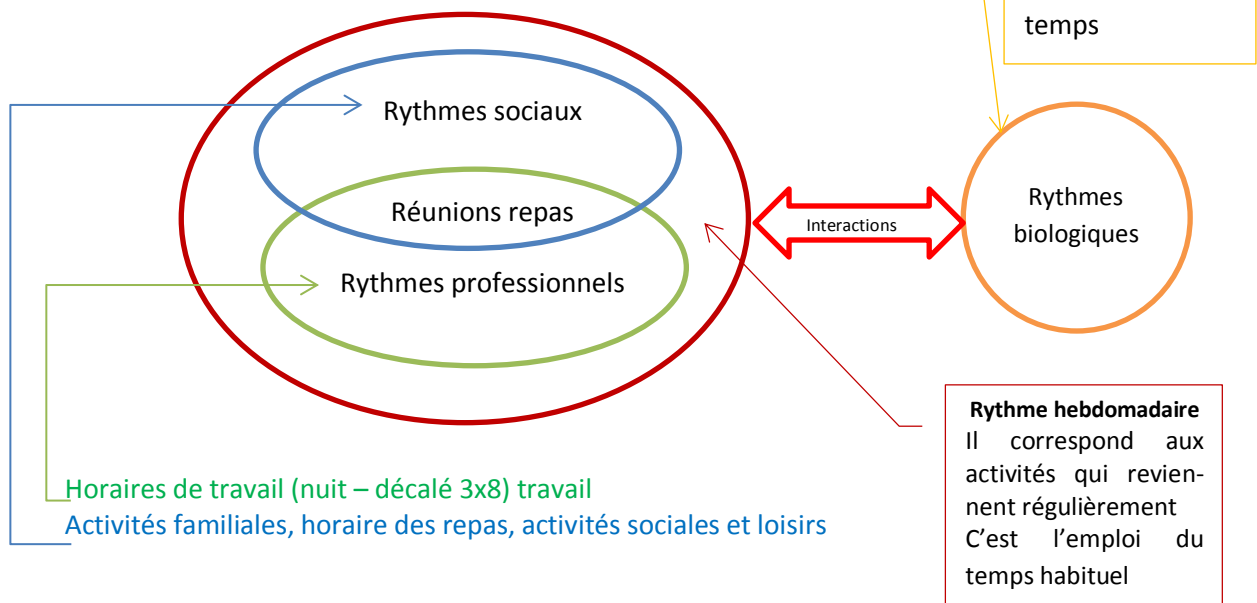 temps
Rythmes sociaux
Réunions repas
Rythmes professionnels
Interactions
Rythmes
biologiques
Rythme hebdomadaire
Il correspond aux
activités qui revien-
nent régulièrement
C’est l’emploi du
temps habituel
Horaires de travail (nuit – décalé 3x8) travail
Activités familiales, horaire des repas, activités sociales et loisirs